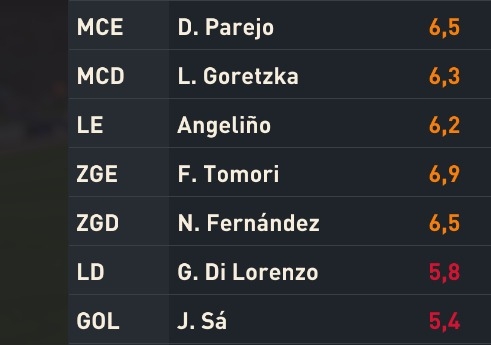 MCE D. Parejo 6,5
MCD L. Goretzka 6,3
LE Angeliño 6,2
ZGE F. Tomori 6,9
ZGD N. Fernández 6,5
LD G. Di Lorenzo 5,8
GOL J. Sá 5,4